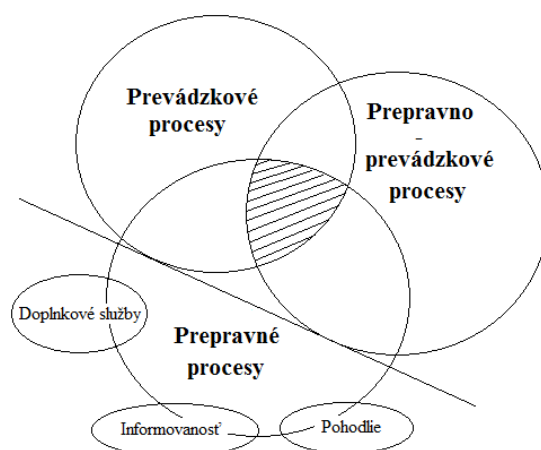 Prevádzkové
procesy
Prepravno
-
prevádzkové
procesy
Doplnkové služby
Prepravné
procesy
Informovanosť
Pohodlie